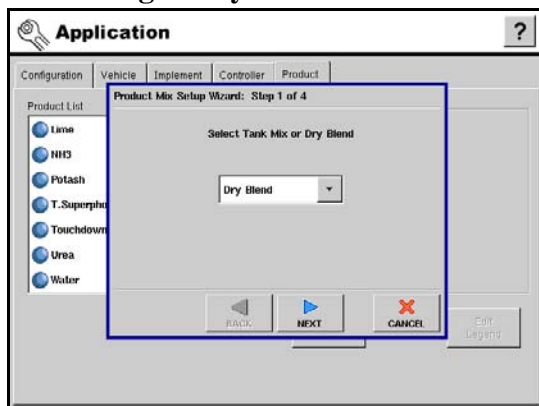 Application
?
Configuration Vehicle Implement Controller Product
Product Mix Setup Wizard: Step 1 of 4
Product List
Select Tank Mix or Dry Blend
Lime
NH3
Potash
Dry Blend
T.Superpho
Touchdown
Urea
Water
BACK NEXT CANCEL
Edit
Legend